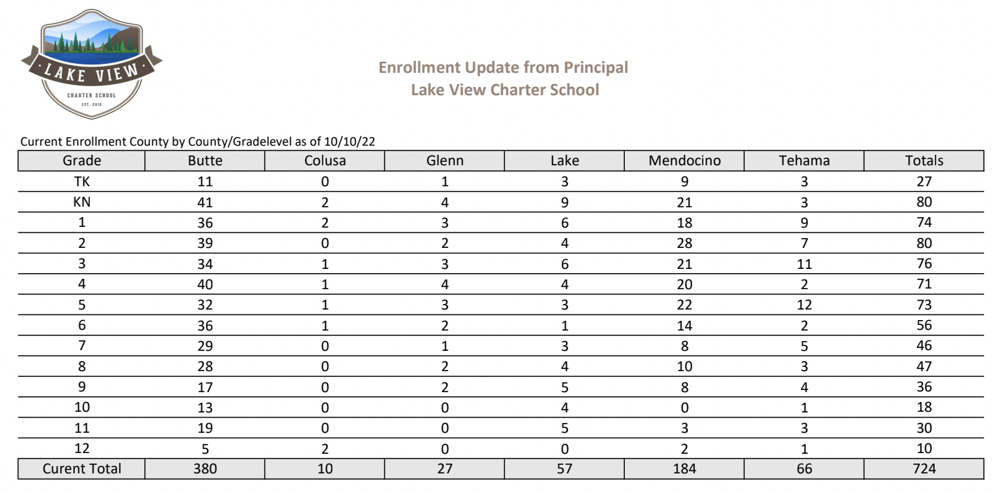 LAKE VIEW
CHARTER SCHOOL
EST. 2019
Enrollment Update from Principal
Lake View Charter School
Current Enrollment County by County/Gradelevel as of 10/10/22
Grade Butte Colusa Glenn Lake Mendocino Tehama Totals
TK 11 0 1 3 9 3 27
KN 41 2 4 9 21 3 80
1 36 2 3 6 18 9 74
2 39 0 2 4 28 7 80
3 34 1 3 6 21 11 76
4 40 1 4 4 20 2 71
5 32 1 3 3 22 12 73
6 36 1 2 1 14 2 56
7 29 0 1 3 8 5 46
8 28 0 2 4 10 3 47
9 17 0 2 5 8 4 36
10 13 0 0 4 0 1 18
11 19 0 0 5 3 3 30
12 5 2 0 0 2 1 10
Curent Total 380 10 27 57 184 66 724